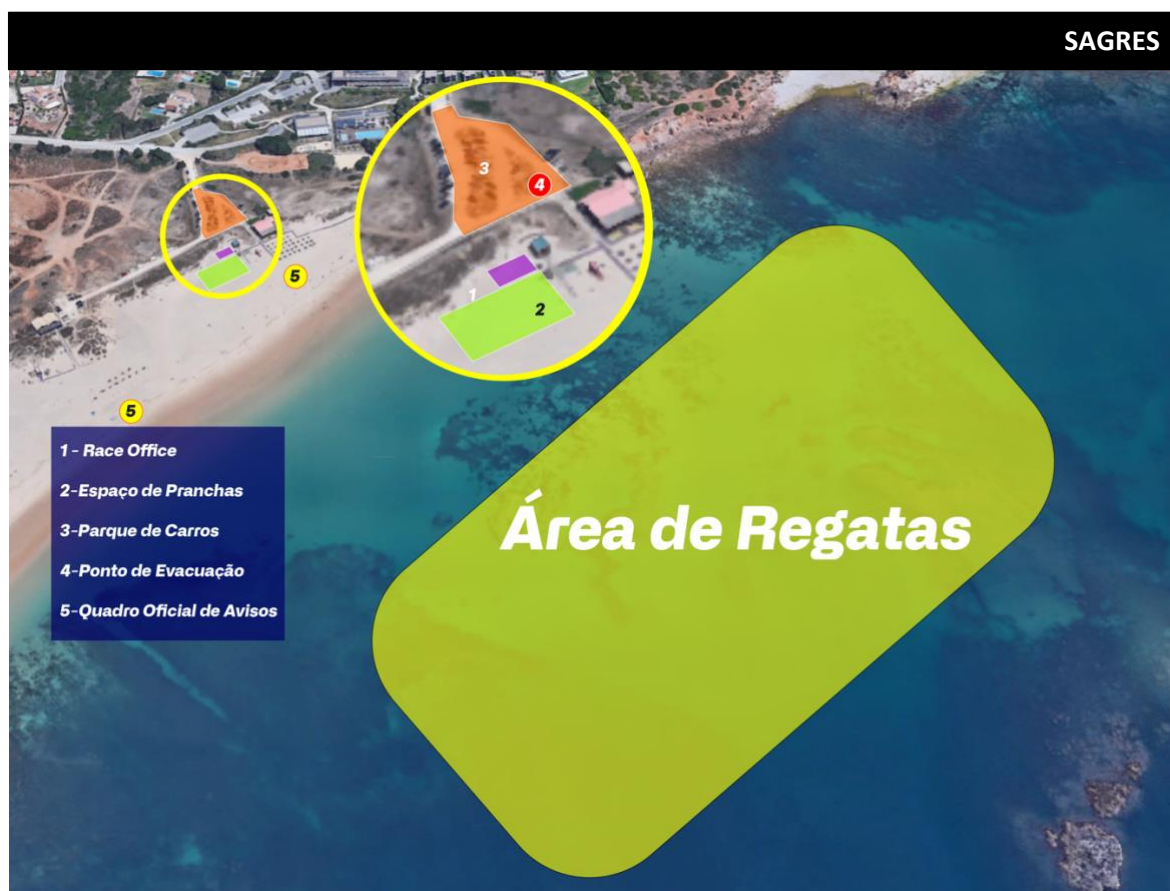 SAGRES
3
4
1
2
5
5
1 - Race Office
2-Espaço de Pranchas
3-Parque de Carros
4-Ponto de Evacuação
5-Quadro Oficial de Avisos
Área de Regatas